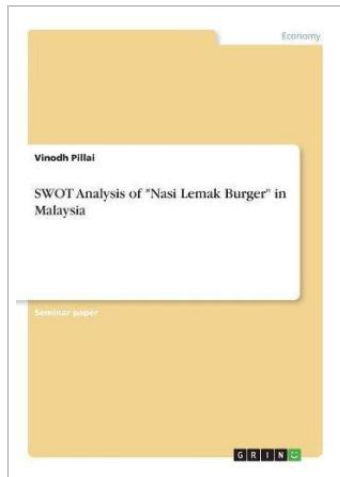 Economy
Vinodh Pillai
SWOT Analysis of "Nasi Lemak Burger" in
Malaysia
Seminar paper
GRIN